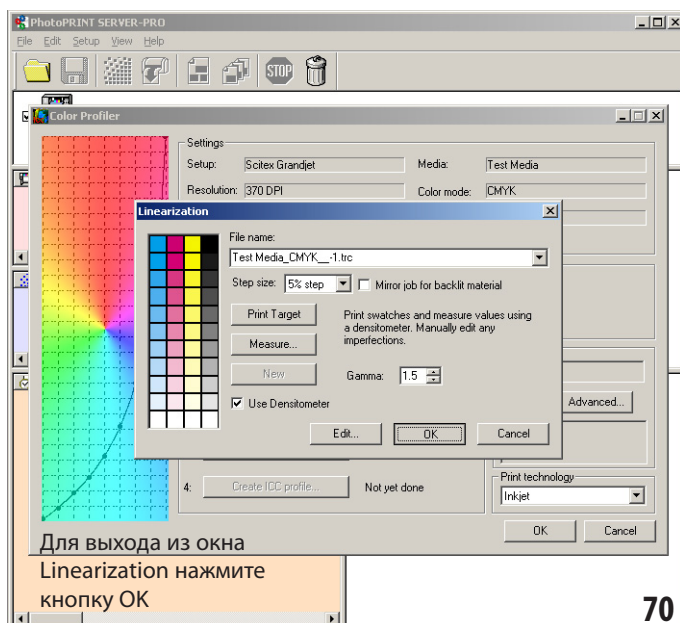 PhotoPRINT SERVER-PRO
File Edit Setup View Help
STOP
Color Profiler
Settings
Setup: Scitex Grandjet Media: Test Media
Resolution: 370 DPI Color mode: CMYK
Linearization
File name:
Test Media_CMYK__-1.trc
Step size: 5% step Mirror job for backlit material
Print Target Print swatches and measure values using
a densitometer. Manually edit any
imperfections.
Measure...
New Gamma: 1.5
Use Densitometer
Advanced...
Edit... OK Cancel
4: Create ICC profile... Not yet done
Print technology
Inkjet
OK Cancel
Для выхода из окна
Linearization нажмите
кнопку OK
70